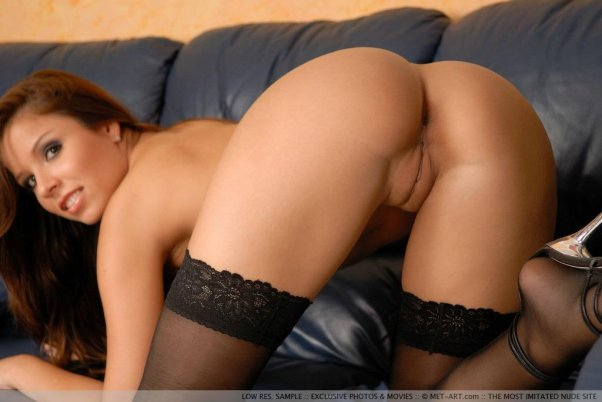 LOW RES. SAMPLE :: EXCLUSIVE PHOTOS & MOVIES :: © MET-ART.COM :: THE MOST IMITATED NUDE SITE